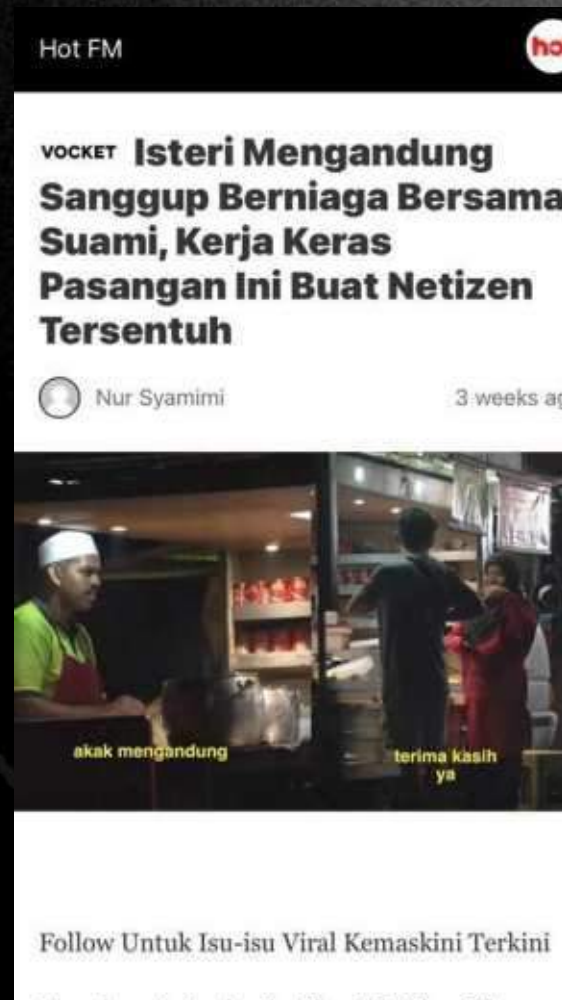 Hot FM
ho
VOCKET Isteri Mengandung
Sanggup Berniaga Bersama
Suami, Kerja Keras
Pasangan Ini Buat Netizen
Tersentuh
Nur Syamimi
3 weeks ag
akak mengandung
terima kasih
ya
Follow Untuk Isu-isu Viral Kemaskini Terkini